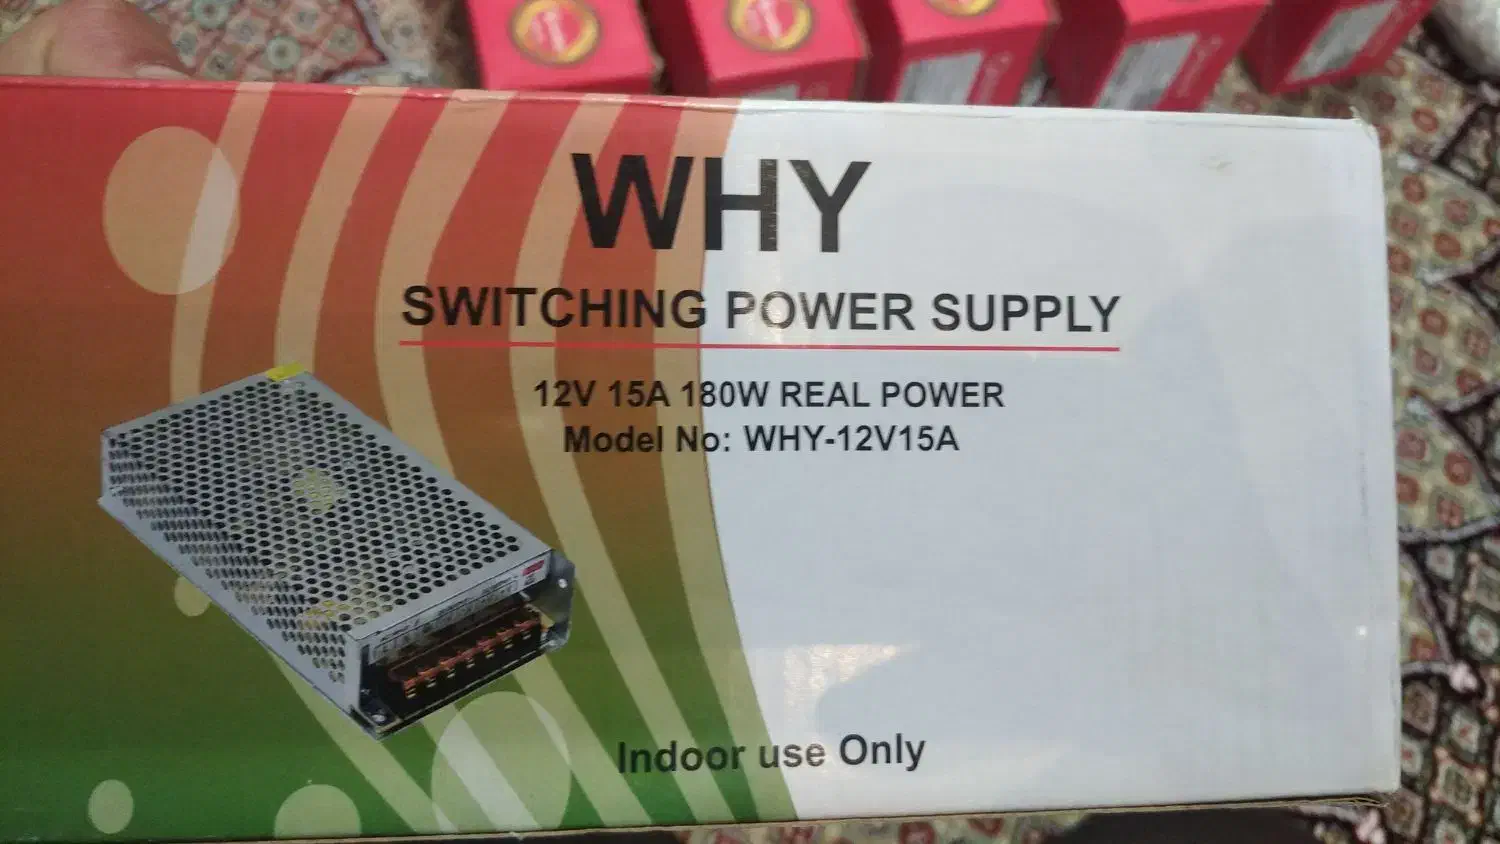 WHY
SWITCHING POWER SUPPLY
12V 15A 180W REAL POWER
Model No: WHY-12V15A
Indoor use Only